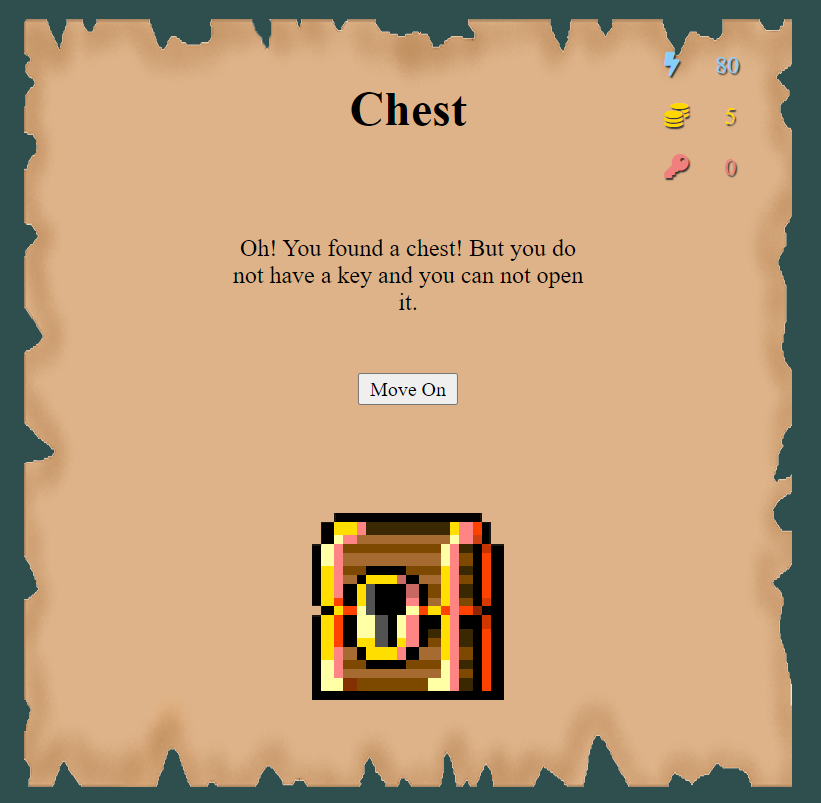 80
Chest
5
0
Oh! You found a chest! But you do
not have a key and you can not open
it.
Move On